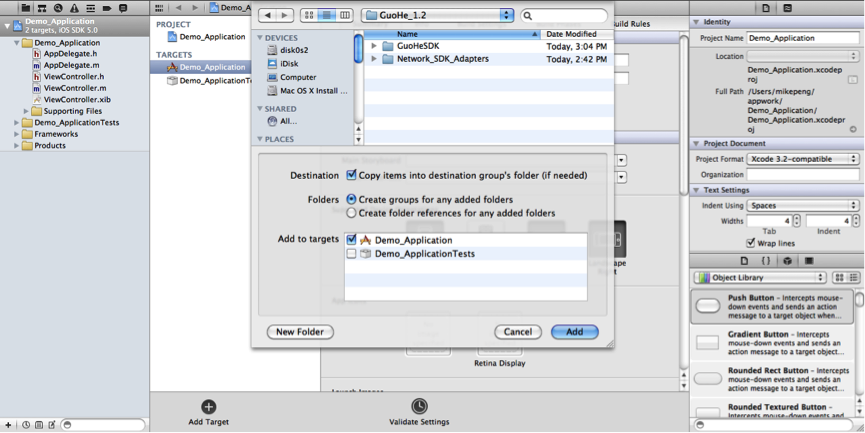 Demo_Application
2 targets, iOS SDK 5.0
Demo_Application
AppDelegate.h
AppDelegate.m
ViewController.h
ViewController.m
ViewController.xib
Supporting Files
Demo_ApplicationTests
Frameworks
Products
PROJECT
Demo_Application
TARGETS
Demo_Application
Demo_ApplicationTe
Add Target
Validate Settings
GuoHe_1.2
DEVICES
disk0s2
iDisk
Computer
Mac OS X Install ...
SHARED
All...
PLACES
Name
Date Modified
GuoHeSDK
Today, 3:04 PM
Network_SDK_Adapters
Today, 2:42 PM
Destination
Copy items into destination group's folder (if needed)
Folders
Create groups for any added folders
Create folder references for any added folders
Add to targets
Demo_Application
Demo_ApplicationTests
New Folder
Cancel
Add
Retina Display
uild Rules
Identity
Project Name
Demo_Application
Location
Demo_Application.xcodeproj
Full Path
/Users/mikepeng/
appwork/
Demo_Application/
Demo_Application.xcodepro
j
Project Document
Project Format
Xcode 3.2-compatible
Organization
Text Settings
Indent Using
Spaces
Widths
4
4
Tab
Indent
Wrap lines
Object Library
Push Button – Intercepts mouse-
down events and sends an
action message to a target object
when...
Gradient Button – Intercepts
mouse-down events and sends an
action message to a target object...
Rounded Rect Button – Intercepts
mouse-down events and sends an
action message to a target object...
Rounded Textured Button –